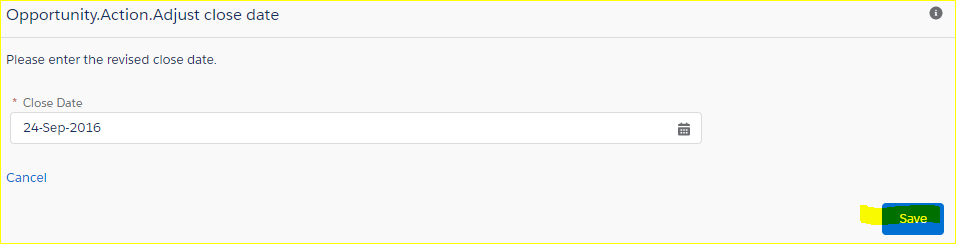 Opportunity.Action.Adjust close date
Please enter the revised close date.
* Close Date
24-Sep-2016
Cancel
Save